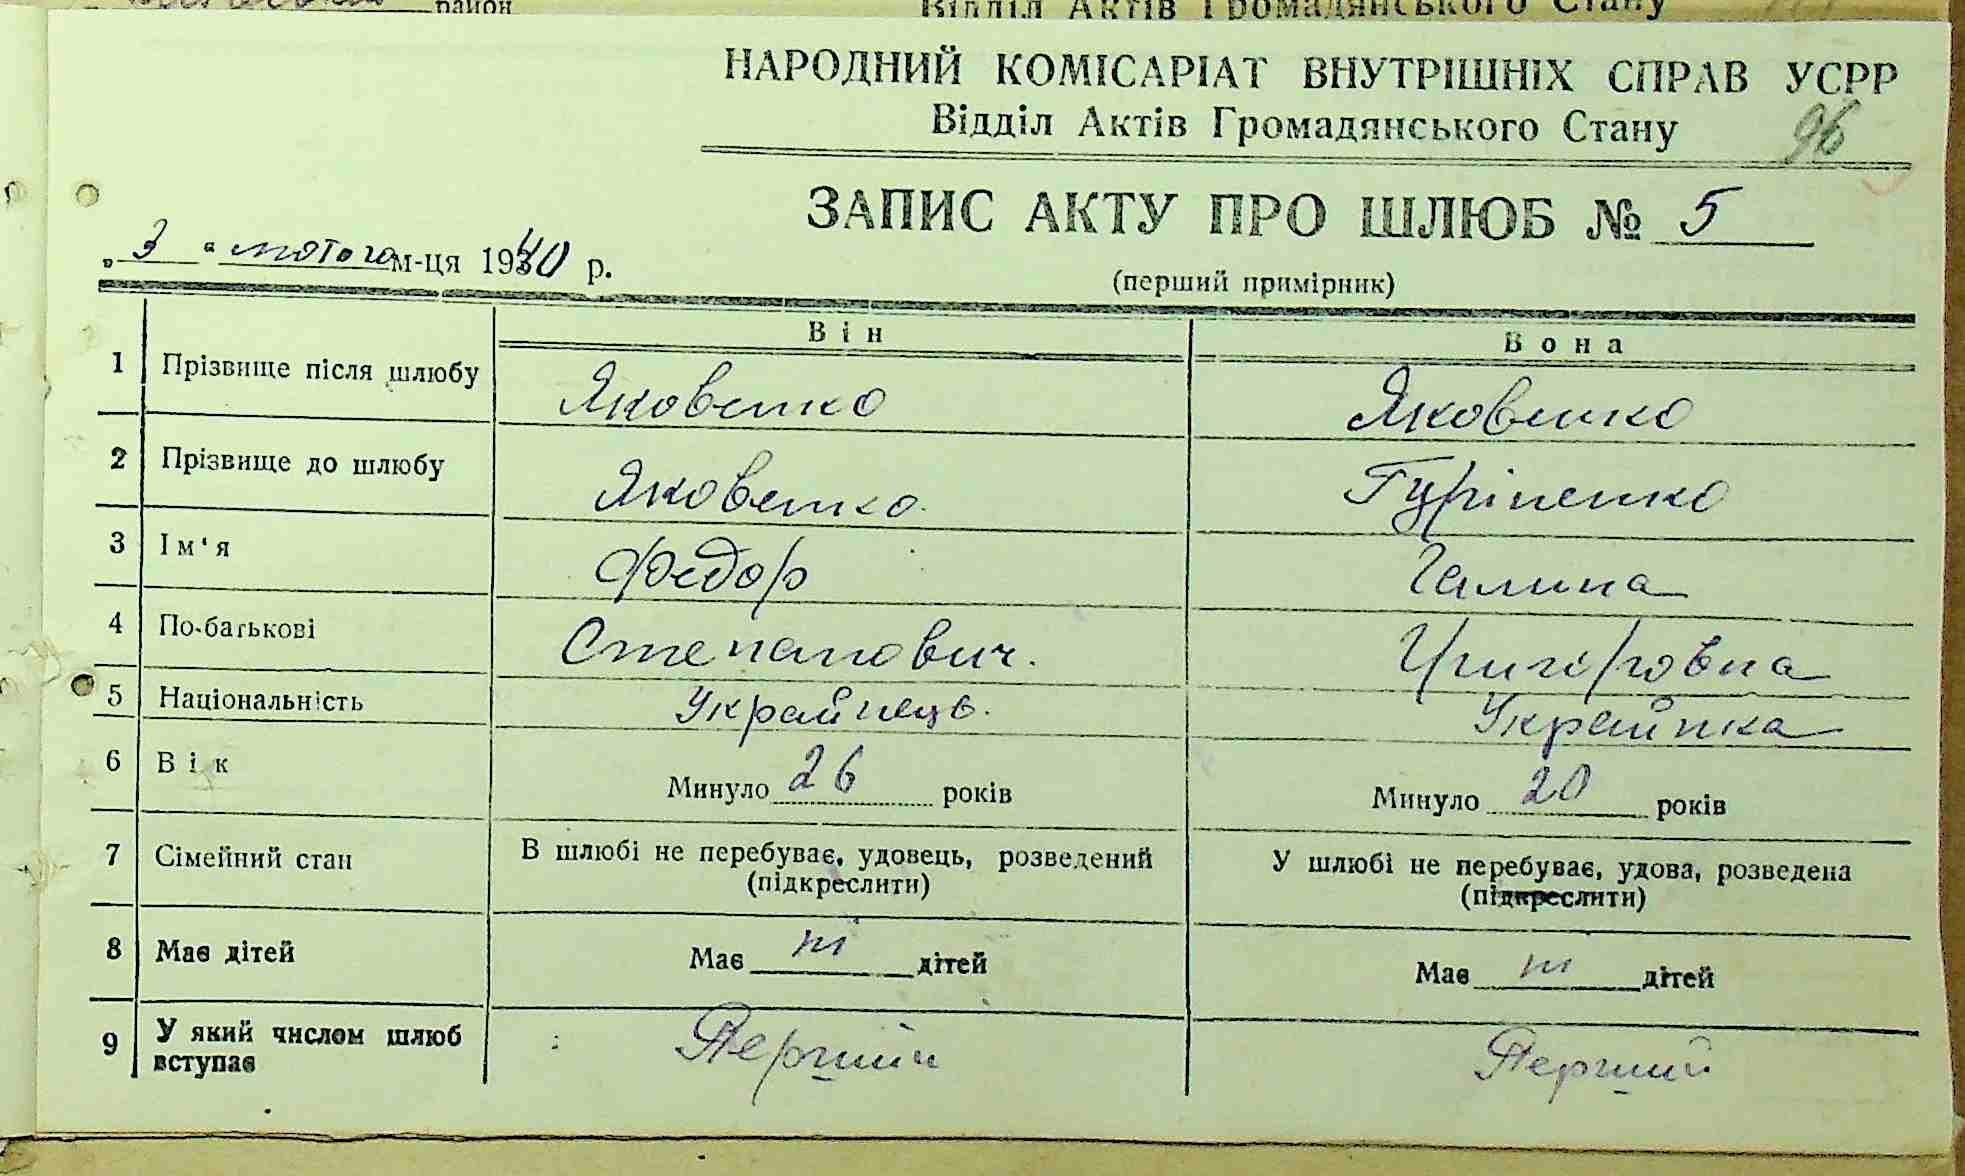 район
Відділ Актів Громадянського Стану
НАРОДНИЙ КОМІСАРІАТ ВНУТРІШНІХ СПРАВ УСРР
Відділ Актів Громадянського Стану 96
ЗАПИС АКТУ ПРО ШЛЮБ № 5
„ 3 “ лютого м-ця 1940 р.
(перший примірник)
Він Вона
1 Прізвище після шлюбу Яковенко Яковенко
2 Прізвище до шлюбу Яковенко. Гуріненко
3 Ім'я Федор Галина
4 По-батькові Степанович. Григоровна
5 Національність Українець. Українка
6 Вік Минуло 26 років Минуло 20 років
7 Сімейний стан В шлюбі не перебуває, удовець, розведений У шлюбі не перебуває, удова, розведена
(підкреслити) (підкреслити)
8 Має дітей Має ні дітей Має ні дітей
9 У який числом шлюб вступає Перший Перший